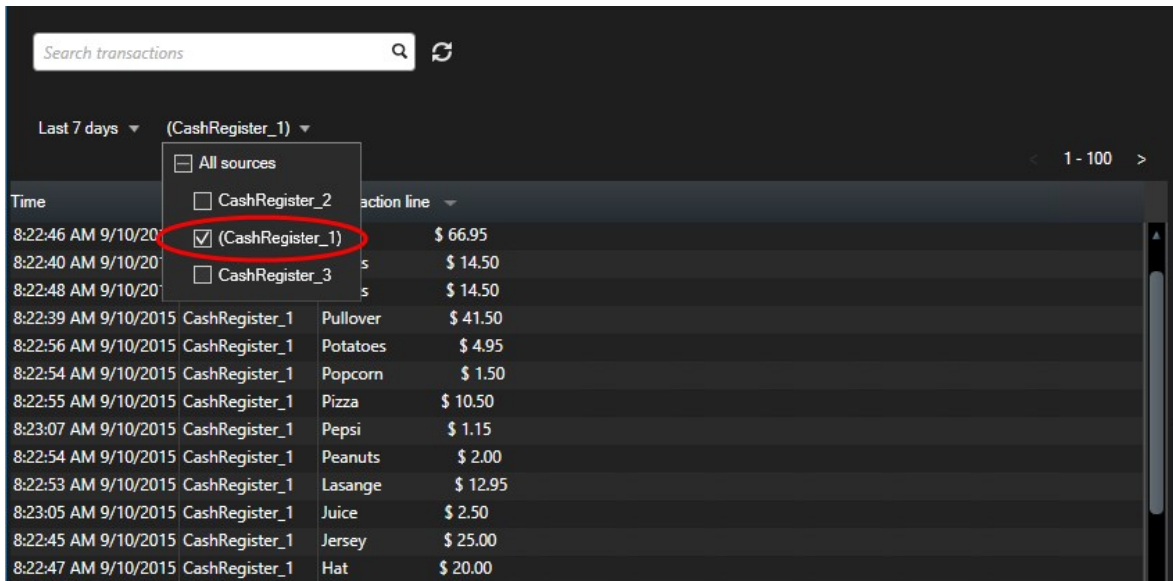 Search transactions
Last 7 days (CashRegister_1)
1 - 100 >
All sources
CashRegister_2
(CashRegister_1)
CashRegister_3
Time action line
8:22:46 AM 9/10/20 $ 66.95
8:22:40 AM 9/10/20 s $ 14.50
8:22:48 AM 9/10/20 s $ 14.50
8:22:39 AM 9/10/2015 CashRegister_1 Pullover $ 41.50
8:22:56 AM 9/10/2015 CashRegister_1 Potatoes $ 4.95
8:22:54 AM 9/10/2015 CashRegister_1 Popcorn $ 1.50
8:22:55 AM 9/10/2015 CashRegister_1 Pizza $ 10.50
8:23:07 AM 9/10/2015 CashRegister_1 Pepsi $ 1.15
8:22:54 AM 9/10/2015 CashRegister_1 Peanuts $ 2.00
8:22:53 AM 9/10/2015 CashRegister_1 Lasange $ 12.95
8:23:05 AM 9/10/2015 CashRegister_1 Juice $ 2.50
8:22:45 AM 9/10/2015 CashRegister_1 Jersey $ 25.00
8:22:47 AM 9/10/2015 CashRegister_1 Hat $ 20.00